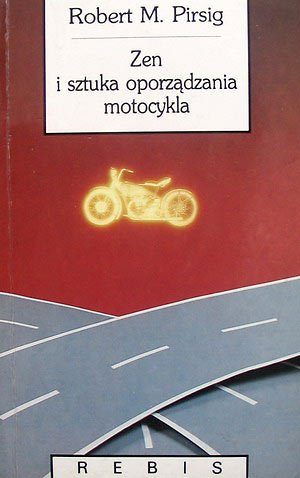 Robert M. Pirsig
Zen
i sztuka oporządzania
motocykla
REBIS